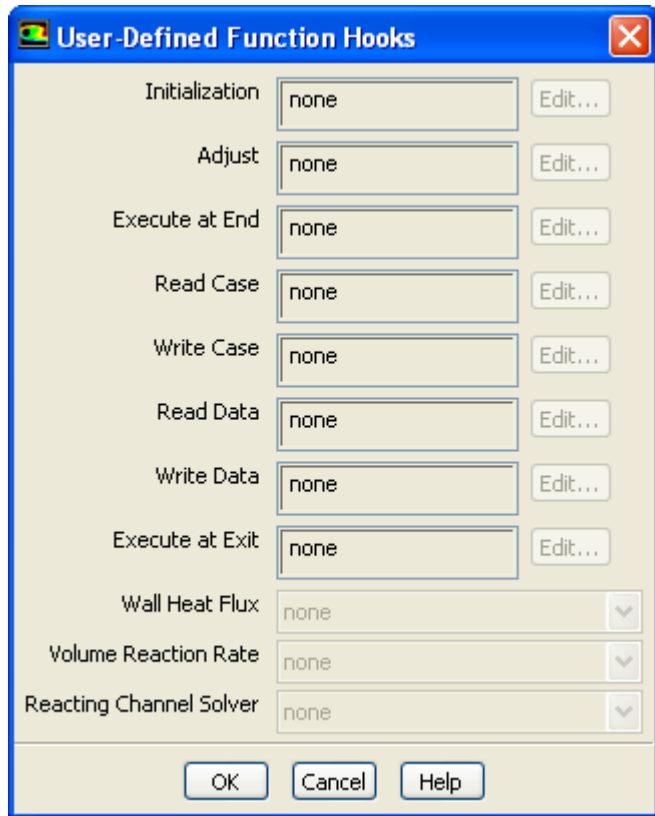 User-Defined Function Hooks
Initialization none Edit...
Adjust none Edit...
Execute at End none Edit...
Read Case none Edit...
Write Case none Edit...
Read Data none Edit...
Write Data none Edit...
Execute at Exit none Edit...
Wall Heat Flux none
Volume Reaction Rate none
Reacting Channel Solver none
OK Cancel Help